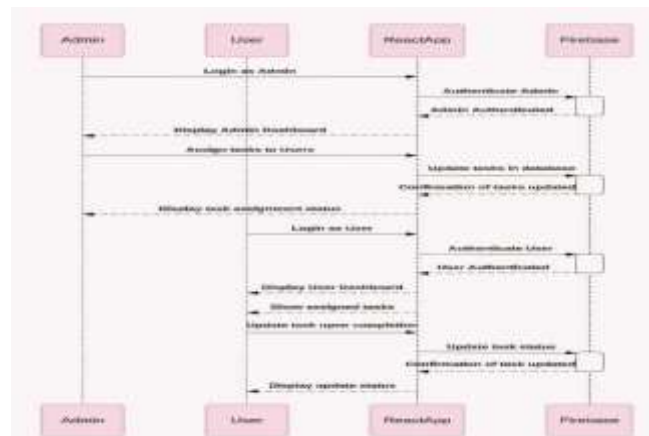 Admin User ReactApp Firebase
Login as Admin
Authenticate Admin
Admin Authenticated
Display Admin Dashboard
Assign tasks to Users
Update tasks in database
Confirmation of tasks updated
Display task assignment status
Login as User
Authenticate User
User Authenticated
Display User Dashboard
Show assigned tasks
Update task upon completion
Update task status
Confirmation of task updated
Display update status
Admin User ReactApp Firebase